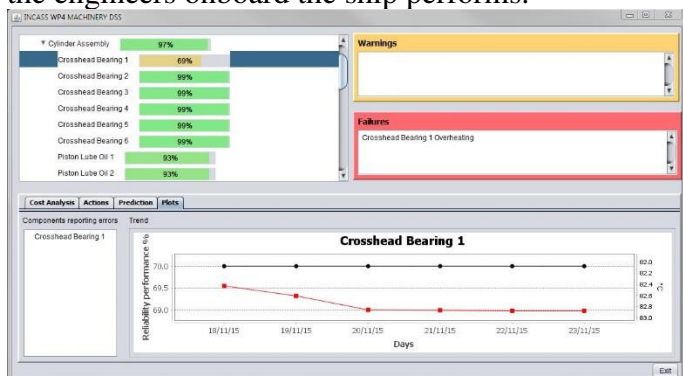 the engineers onboard the ship performs.
INCASS WP4 MACHINERY DSS
Cylinder Assembly 97%
Crosshead Bearing 1 69%
Crosshead Bearing 2 99%
Crosshead Bearing 3 99%
Crosshead Bearing 4 99%
Crosshead Bearing 5 99%
Crosshead Bearing 6 99%
Piston Lube Oil 1 93%
Piston Lube Oil 2 93%
Warnings
Failures
Crosshead Bearing 1 Overheating
Cost Analysis Actions Prediction Plots
Components reporting errors Trend
Crosshead Bearing 1
Crosshead Bearing 1
Reliability performance %
70.0
69.5
69.0
82.0
82.2
82.4
82.6
82.8
83.0
°C
18/11/15 19/11/15 20/11/15 21/11/15 22/11/15 23/11/15
Days
Exit